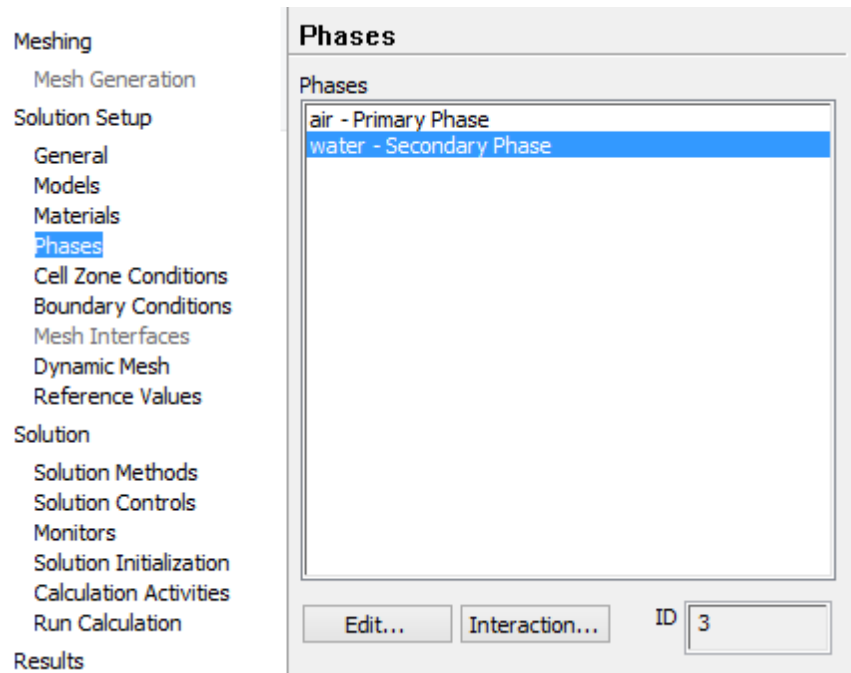 Meshing
Mesh Generation
Solution Setup
General
Models
Materials
Phases
Cell Zone Conditions
Boundary Conditions
Mesh Interfaces
Dynamic Mesh
Reference Values
Solution
Solution Methods
Solution Controls
Monitors
Solution Initialization
Calculation Activities
Run Calculation
Results
Phases
Phases
air - Primary Phase
water - Secondary Phase
Edit... Interaction... ID 3